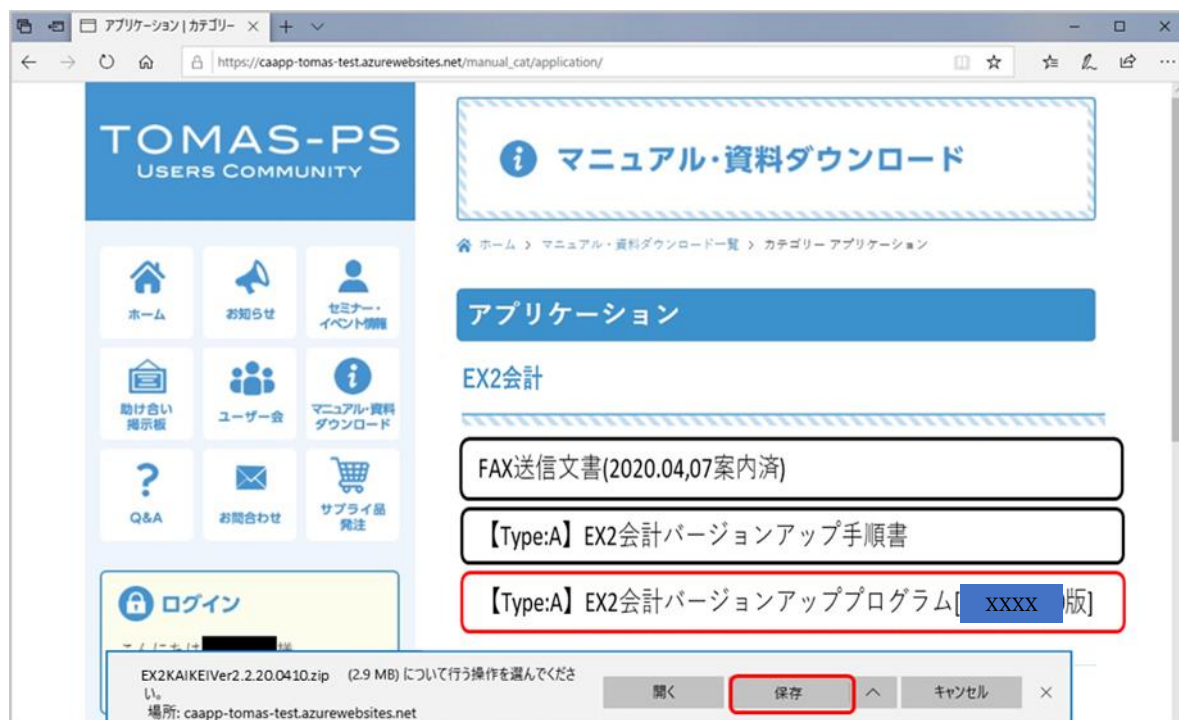 アプリケーション | カテゴリー
https://caapp-tomas-test.azurewebsites.net/manual_cat/application/
TOMAS-PS
USERS COMMUNITY
マニュアル・資料ダウンロード
ホーム > マニュアル・資料ダウンロード一覧 > カテゴリー アプリケーション
ホーム
お知らせ
セミナー・
イベント情報
助け合い
掲示板
ユーザー会
マニュアル・資料
ダウンロード
Q&A
お問合わせ
サプライ品
発注
アプリケーション
EX2会計
FAX送信文書(2020.04,07案内済)
【Type:A】EX2会計バージョンアップ手順書
【Type:A】EX2会計バージョンアッププログラム[ XXXX 版]
ログイン
こんにちは 様
EX2KAIKEIVer2.2.20.0410.zip (2.9 MB) について行う操作を選んでくださ
い。
場所: caapp-tomas-test.azurewebsites.net
開く
保存
キャンセル